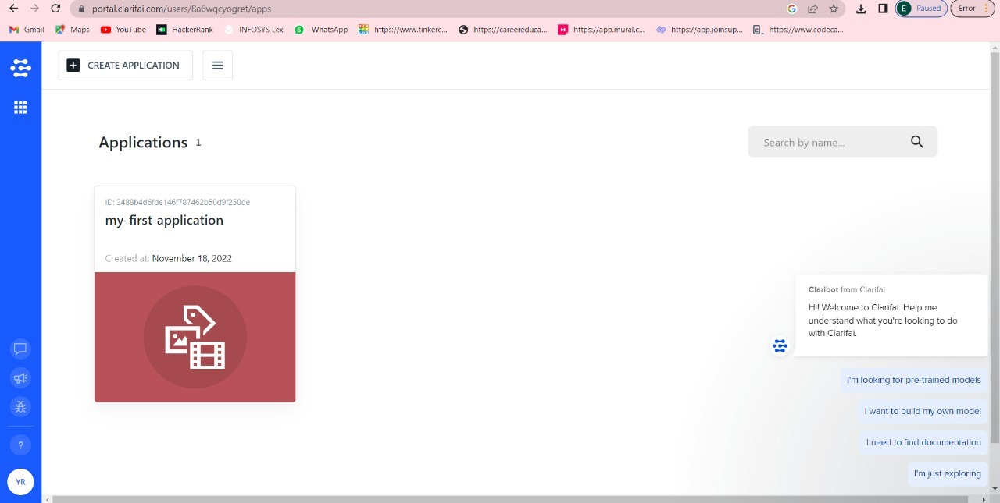 portal.clarifai.com/users/8a6wqcyogret/apps
E Paused
Error
Gmail Maps YouTube HackerRank INFOSYS Lex WhatsApp https://www.tinkerc... https://careereduca... https://app.mural.c... https://app.joinsup... https://www.codeca...
CREATE APPLICATION
Applications 1
Search by name...
ID: 3488b4d6fde146f787462b50d9f250de
my-first-application
Created at: November 18, 2022
Claribot from Clarifai
Hi! Welcome to Clarifai. Help me
understand what you're looking to do
with Clarifai.
I'm looking for pre-trained models
I want to build my own model
I need to find documentation
I'm just exploring
?
YR